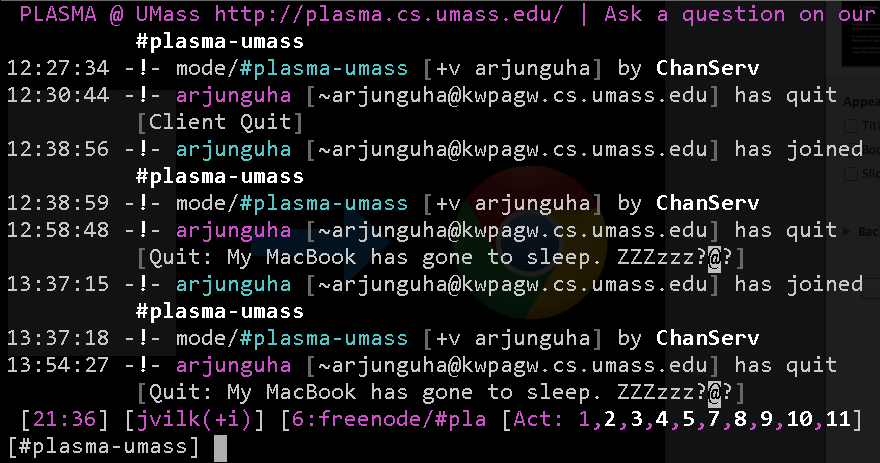 PLASMA @ UMass http://plasma.cs.umass.edu/ | Ask a question on our
#plasma-umass
12:27:34 -!- mode/#plasma-umass [+v arjunguha] by ChanServ
12:30:44 -!- arjunguha [~arjunguha@kwpagw.cs.umass.edu] has quit
[Client Quit]
12:38:56 -!- arjunguha [~arjunguha@kwpagw.cs.umass.edu] has joined
#plasma-umass
12:38:59 -!- mode/#plasma-umass [+v arjunguha] by ChanServ
12:58:48 -!- arjunguha [~arjunguha@kwpagw.cs.umass.edu] has quit
[Quit: My MacBook has gone to sleep. ZZZzzz?@?]
13:37:15 -!- arjunguha [~arjunguha@kwpagw.cs.umass.edu] has joined
#plasma-umass
13:37:18 -!- mode/#plasma-umass [+v arjunguha] by ChanServ
13:54:27 -!- arjunguha [~arjunguha@kwpagw.cs.umass.edu] has quit
[Quit: My MacBook has gone to sleep. ZZZzzz?@?]
[21:36] [jvilk(+i)] [6:freenode/#pla [Act: 1,2,3,4,5,7,8,9,10,11]
[#plasma-umass]
Appea
Titl
Slid
Bac